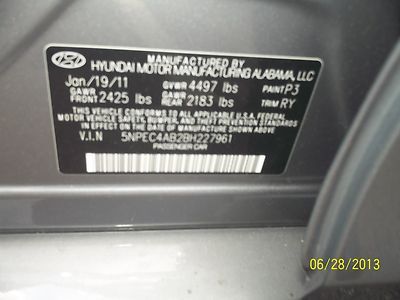 MANUFACTURED BY
HYUNDAI MOTOR MANUFACTURING ALABAMA, LLC
Jan/19/11 GVWR 4497 lbs PAINT P3
GAWR FRONT 2425 lbs GAWR REAR 2183 lbs TRIM RY
THIS VEHICLE CONFORMS TO ALL APPLICABLE U.S.A FEDERAL
MOTOR VEHICLE SAFETY, BUMPER, AND THEFT PREVENTION STANDARDS
IN EFFECT ON THE DATE OF MANUFACTURE SHOWN ABOVE.
V.I.N 5NPEC4AB2BH227961
PASSENGER CAR
06/28/2013